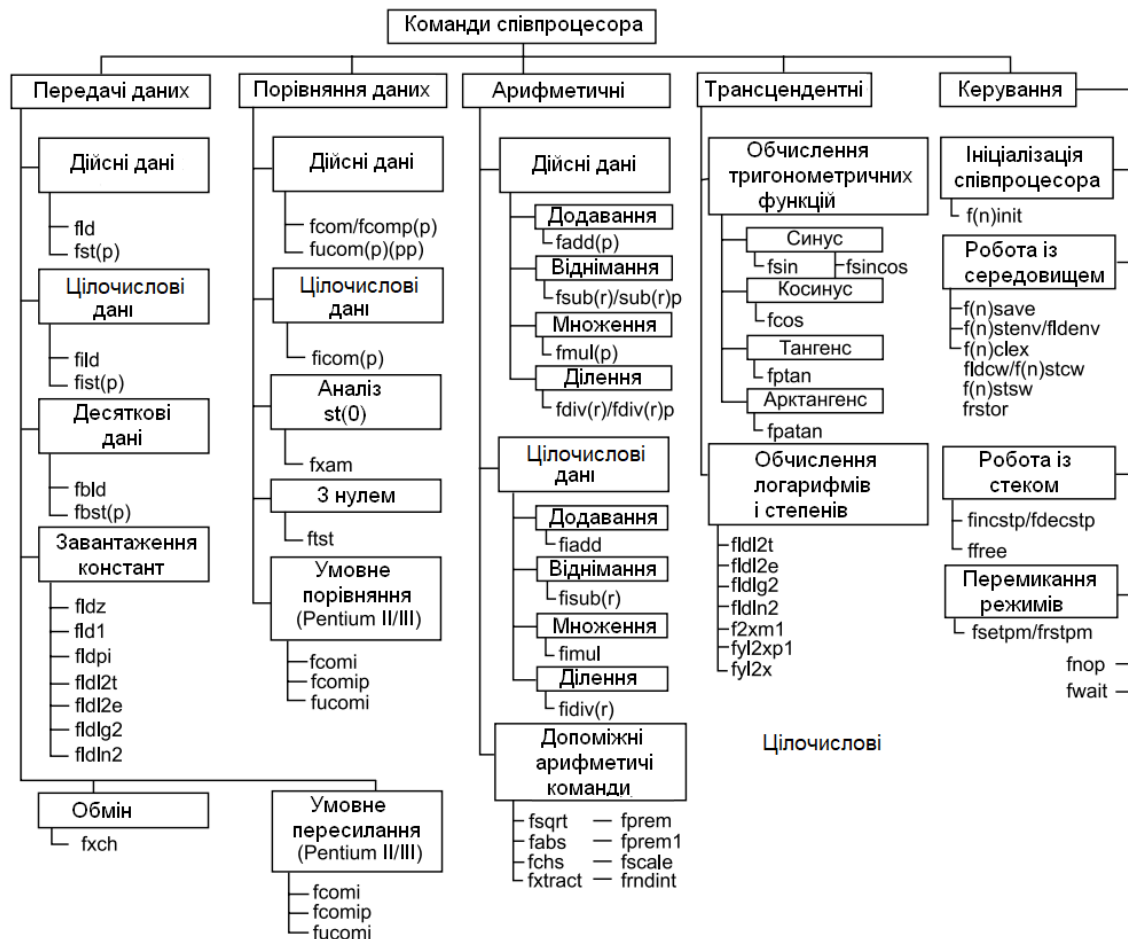 Команди співпроцесора
Передачі даних
Дійсні дані
fld
fst(p)
Цілочислові
дані
fild
fist(p)
Десяткові
дані
fbld
fbst(p)
Завантаження
констант
fldz
fld1
fldpi
fldl2t
fldl2e
fldlg2
fldln2
Обмін
fxch
Умовне
пересилання
(Pentium II/III)
fcomi
fcomip
fucomi
Порівняння даних
Дійсні дані
fcom/fcomp(p)
fucom(p)(pp)
Цілочислові
дані
ficom(p)
Аналіз
st(0)
fxam
З нулем
ftst
Умовне
порівняння
(Pentium II/III)
fcomi
fcomip
fucomi
Арифметичні
Дійсні дані
Додавання
fadd(p)
Віднімання
fsub(r)/sub(r)p
Множення
fmul(p)
Ділення
fdiv(r)/fdiv(r)p
Цілочислові
дані
Додавання
fiadd
Віднімання
fisub(r)
Множення
fimul
Ділення
fidiv(r)
Допоміжні
арифметичі
команди
fsqrt — fprem
fabs — fprem1
fchs — fscale
fxtract — frndint
Трансцендентні
Обчислення
тригонометричних
функцій
Синус
fsin fsincos
Косинус
fcos
Тангенс
fptan
Арктангенс
fpatan
Обчислення
логарифмів
і степенів
fldl2t
fldl2e
fldlg2
fldln2
f2xm1
fyl2xp1
fyl2x
Цілочислові
Керування
Ініціалізація
співпроцесора
f(n)init
Робота із
середовищем
f(n)save
f(n)stenv/fldenv
f(n)clex
fldcw/f(n)stcw
f(n)stsw
frstor
Робота із
стеком
fincstp/fdecstp
ffree
Перемикання
режимів
fsetpm/frstpm
fnop
fwait